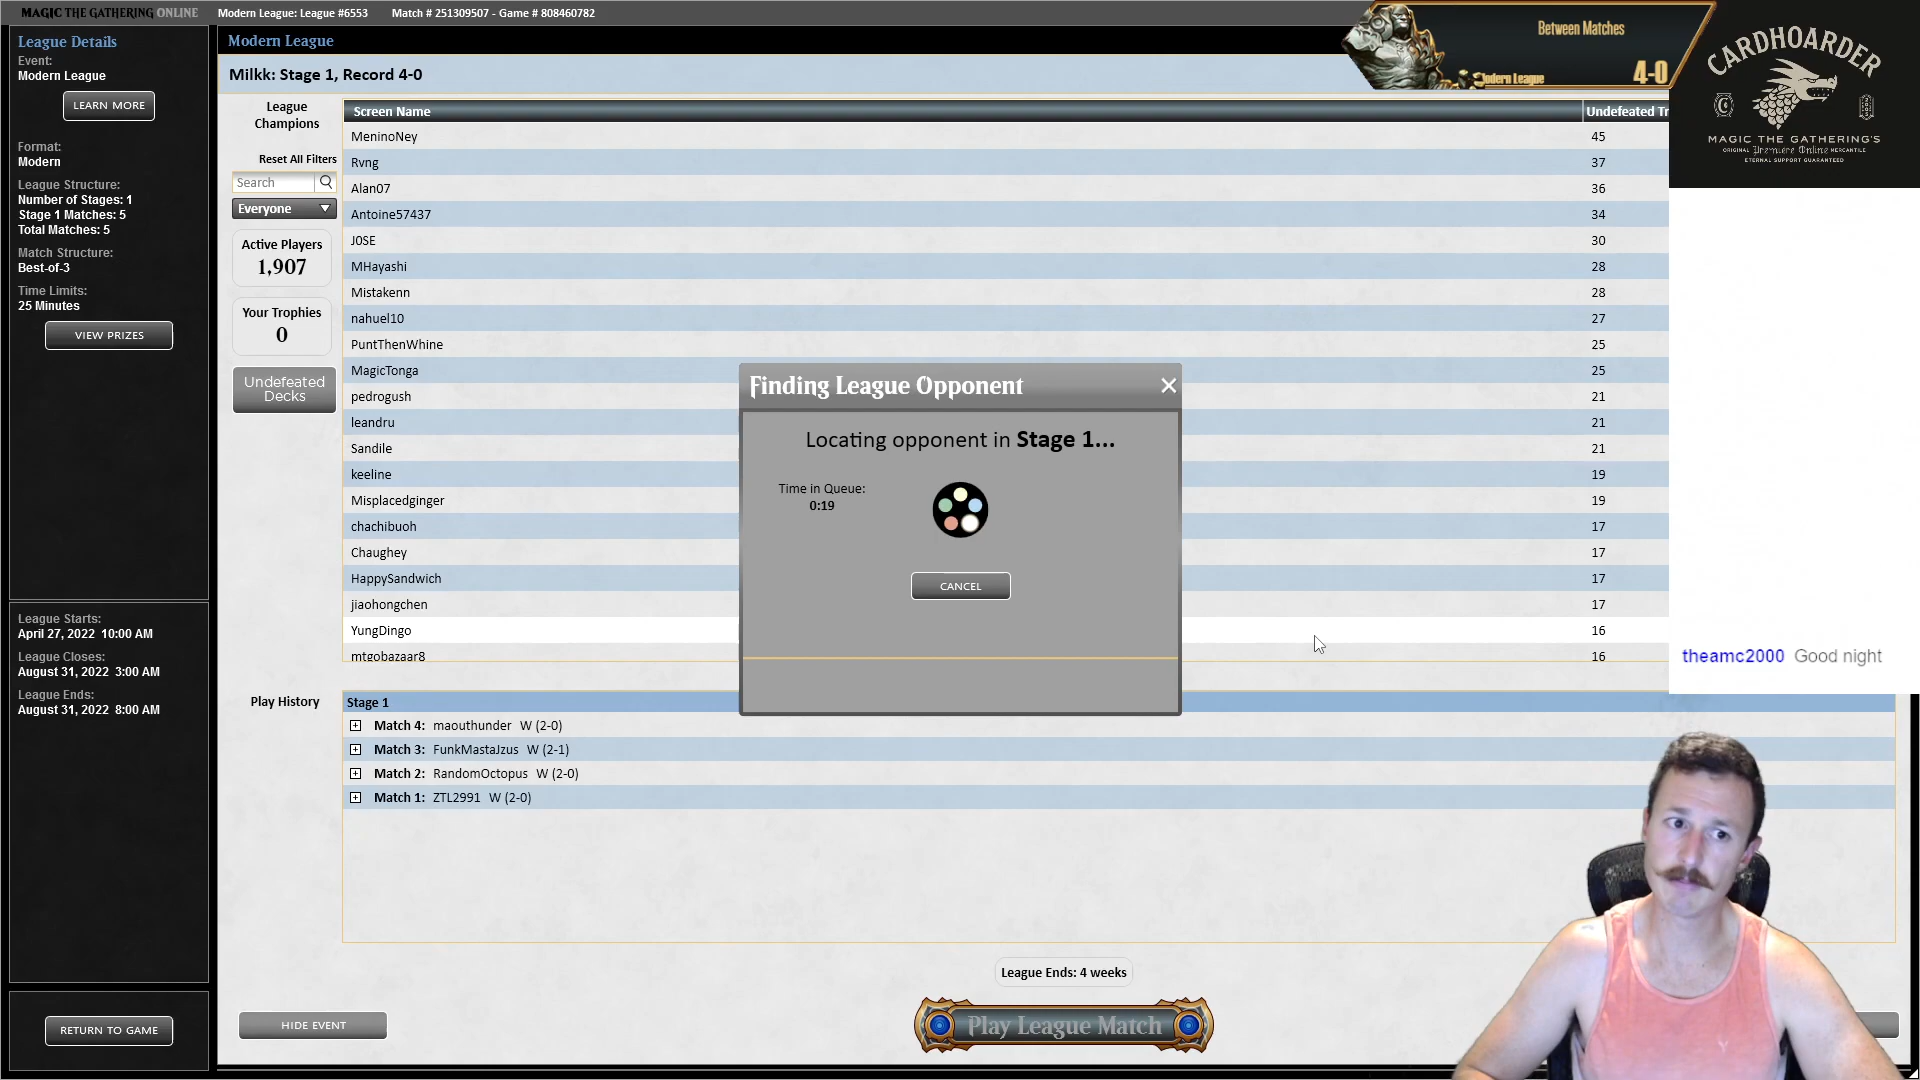 MAGIC THE GATHERING ONLINE
Modern League: League #6553
Match # 251309507 - Game # 808460782
League Details
Event:
Modern League
LEARN MORE
Format:
Modern
League Structure:
Number of Stages: 1
Stage 1 Matches: 5
Total Matches: 5
Match Structure:
Best-of-3
Time Limits:
25 Minutes
VIEW PRIZES
League Starts:
April 27, 2022 10:00 AM
League Closes:
August 31, 2022 3:00 AM
League Ends:
August 31, 2022 8:00 AM
RETURN TO GAME
Modern League
Milkk: Stage 1, Record 4-0
Between Matches
Modern League
4-0
CARDHOARDER
MAGIC THE GATHERING'S
ORIGINAL Premiere Online MERCANTILE
ETERNAL SUPPORT GUARANTEED
League
Champions
Reset All Filters
Search
Everyone
Active Players
1,907
Your Trophies
0
Undefeated
Decks
Screen Name
Undefeated Tr
MeninoNey 45
Rvng 37
Alan07 36
Antoine57437 34
J0SE 30
MHayashi 28
Mistakenn 28
nahuel10 27
PuntThenWhine 25
MagicTonga 25
pedrogush 21
leandru 21
Sandile 21
keeline 19
Misplacedginger 19
chachibuoh 17
Chaughey 17
HappySandwich 17
jiaohongchen 17
YungDingo 16
mtgobazaar8 16
Finding League Opponent
Locating opponent in Stage 1...
Time in Queue:
0:19
CANCEL
theamc2000 Good night
Play History
Stage 1
Match 4: maouthunder W (2-0)
Match 3: FunkMastaJzus W (2-1)
Match 2: RandomOctopus W (2-0)
Match 1: ZTL2991 W (2-0)
League Ends: 4 weeks
HIDE EVENT
Play League Match